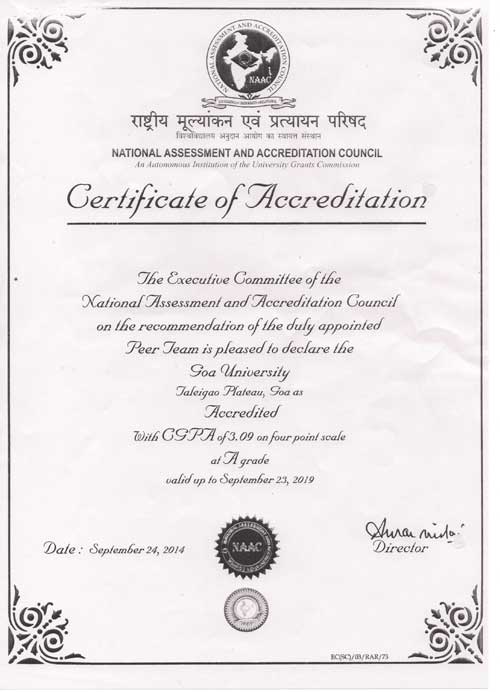 NATIONAL ASSESSMENT AND ACCREDITATION COUNCIL
NAAC
राष्ट्रीय मूल्यांकन एवं प्रत्यायन परिषद
विश्वविद्यालय अनुदान आयोग का स्वायत्त संस्थान
NATIONAL ASSESSMENT AND ACCREDITATION COUNCIL
An Autonomous Institution of the University Grants Commission
Certificate of Accreditation
The Executive Committee of the
National Assessment and Accreditation Council
on the recommendation of the duly appointed
Peer Team is pleased to declare the
Goa University
Taleigao Plateau, Goa as
Accredited
With CGPA of 3.09 on four point scale
at A grade
valid up to September 23, 2019
Date : September 24, 2014
NAAC
Director
EC(SC)/03/RAR/73